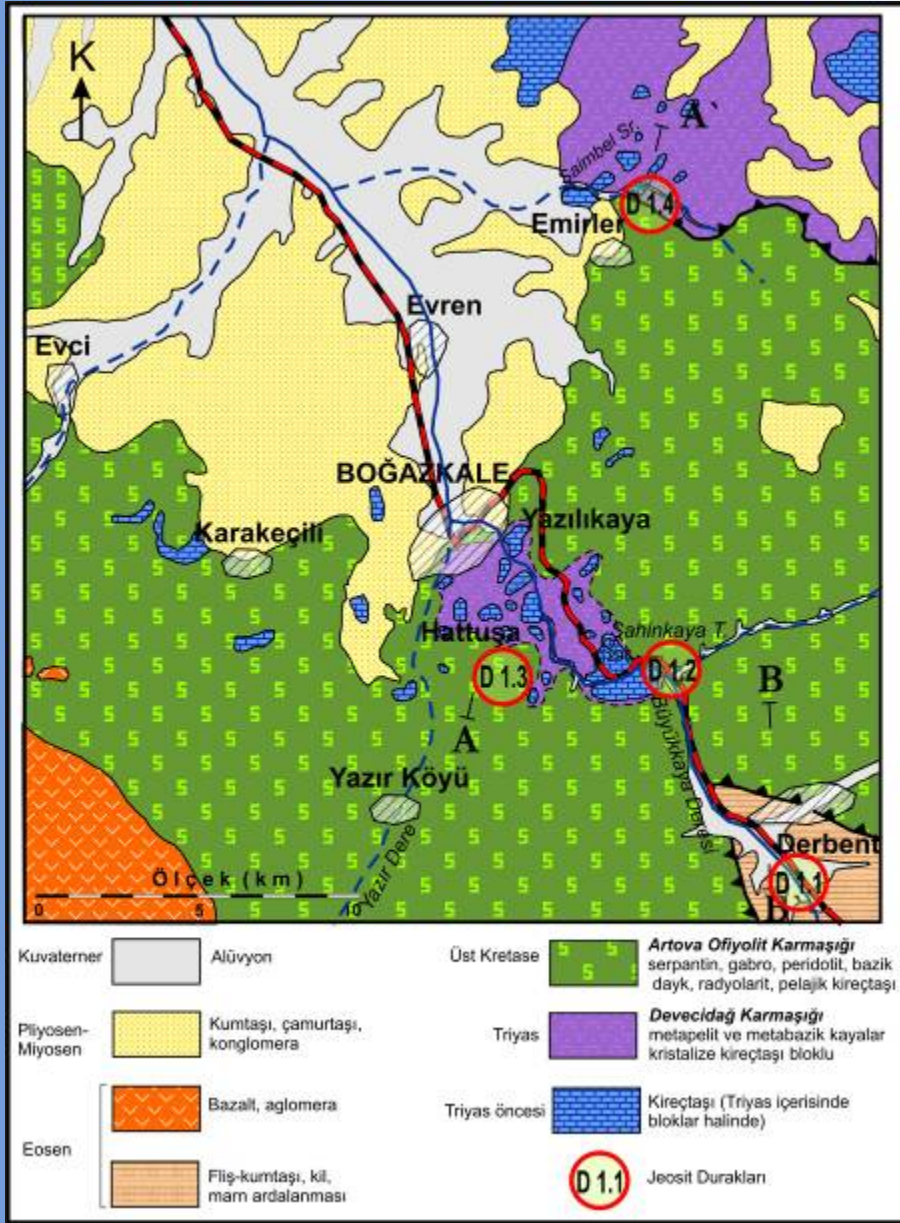 K
A`
Saimbel Sr.
D 1.4
Emirler
Evren
Evci
BOĞAZKALE
Karakeçili
Yazılıkaya
Hattuşa
Şahinkaya T.
D 1.3
D 1.2
B
A
Büyükkaya Deresi
Yazır Köyü
Yazır Dere
Derbent
D 1.1
Ölçek (km)
0 5 10
Kuvaterner Alüvyon
Pliyosen-
Miyosen
Kumtaşı, çamurtaşı,
konglomera
Eosen
Bazalt, aglomera
Fliş-kumtaşı, kil,
marn ardalanması
Üst Kretase
Artova Ofiyolit Karmaşığı
serpantin, gabro, peridotit, bazik
dayk, radyolarit, pelajik kireçtaşı
Triyas
Devecidağ Karmaşığı
metapelit ve metabazik kayalar
kristalize kireçtaşı bloklu
Triyas öncesi
Kireçtaşı (Triyas içerisinde
bloklar halinde)
D 1.1 Jeosit Durakları